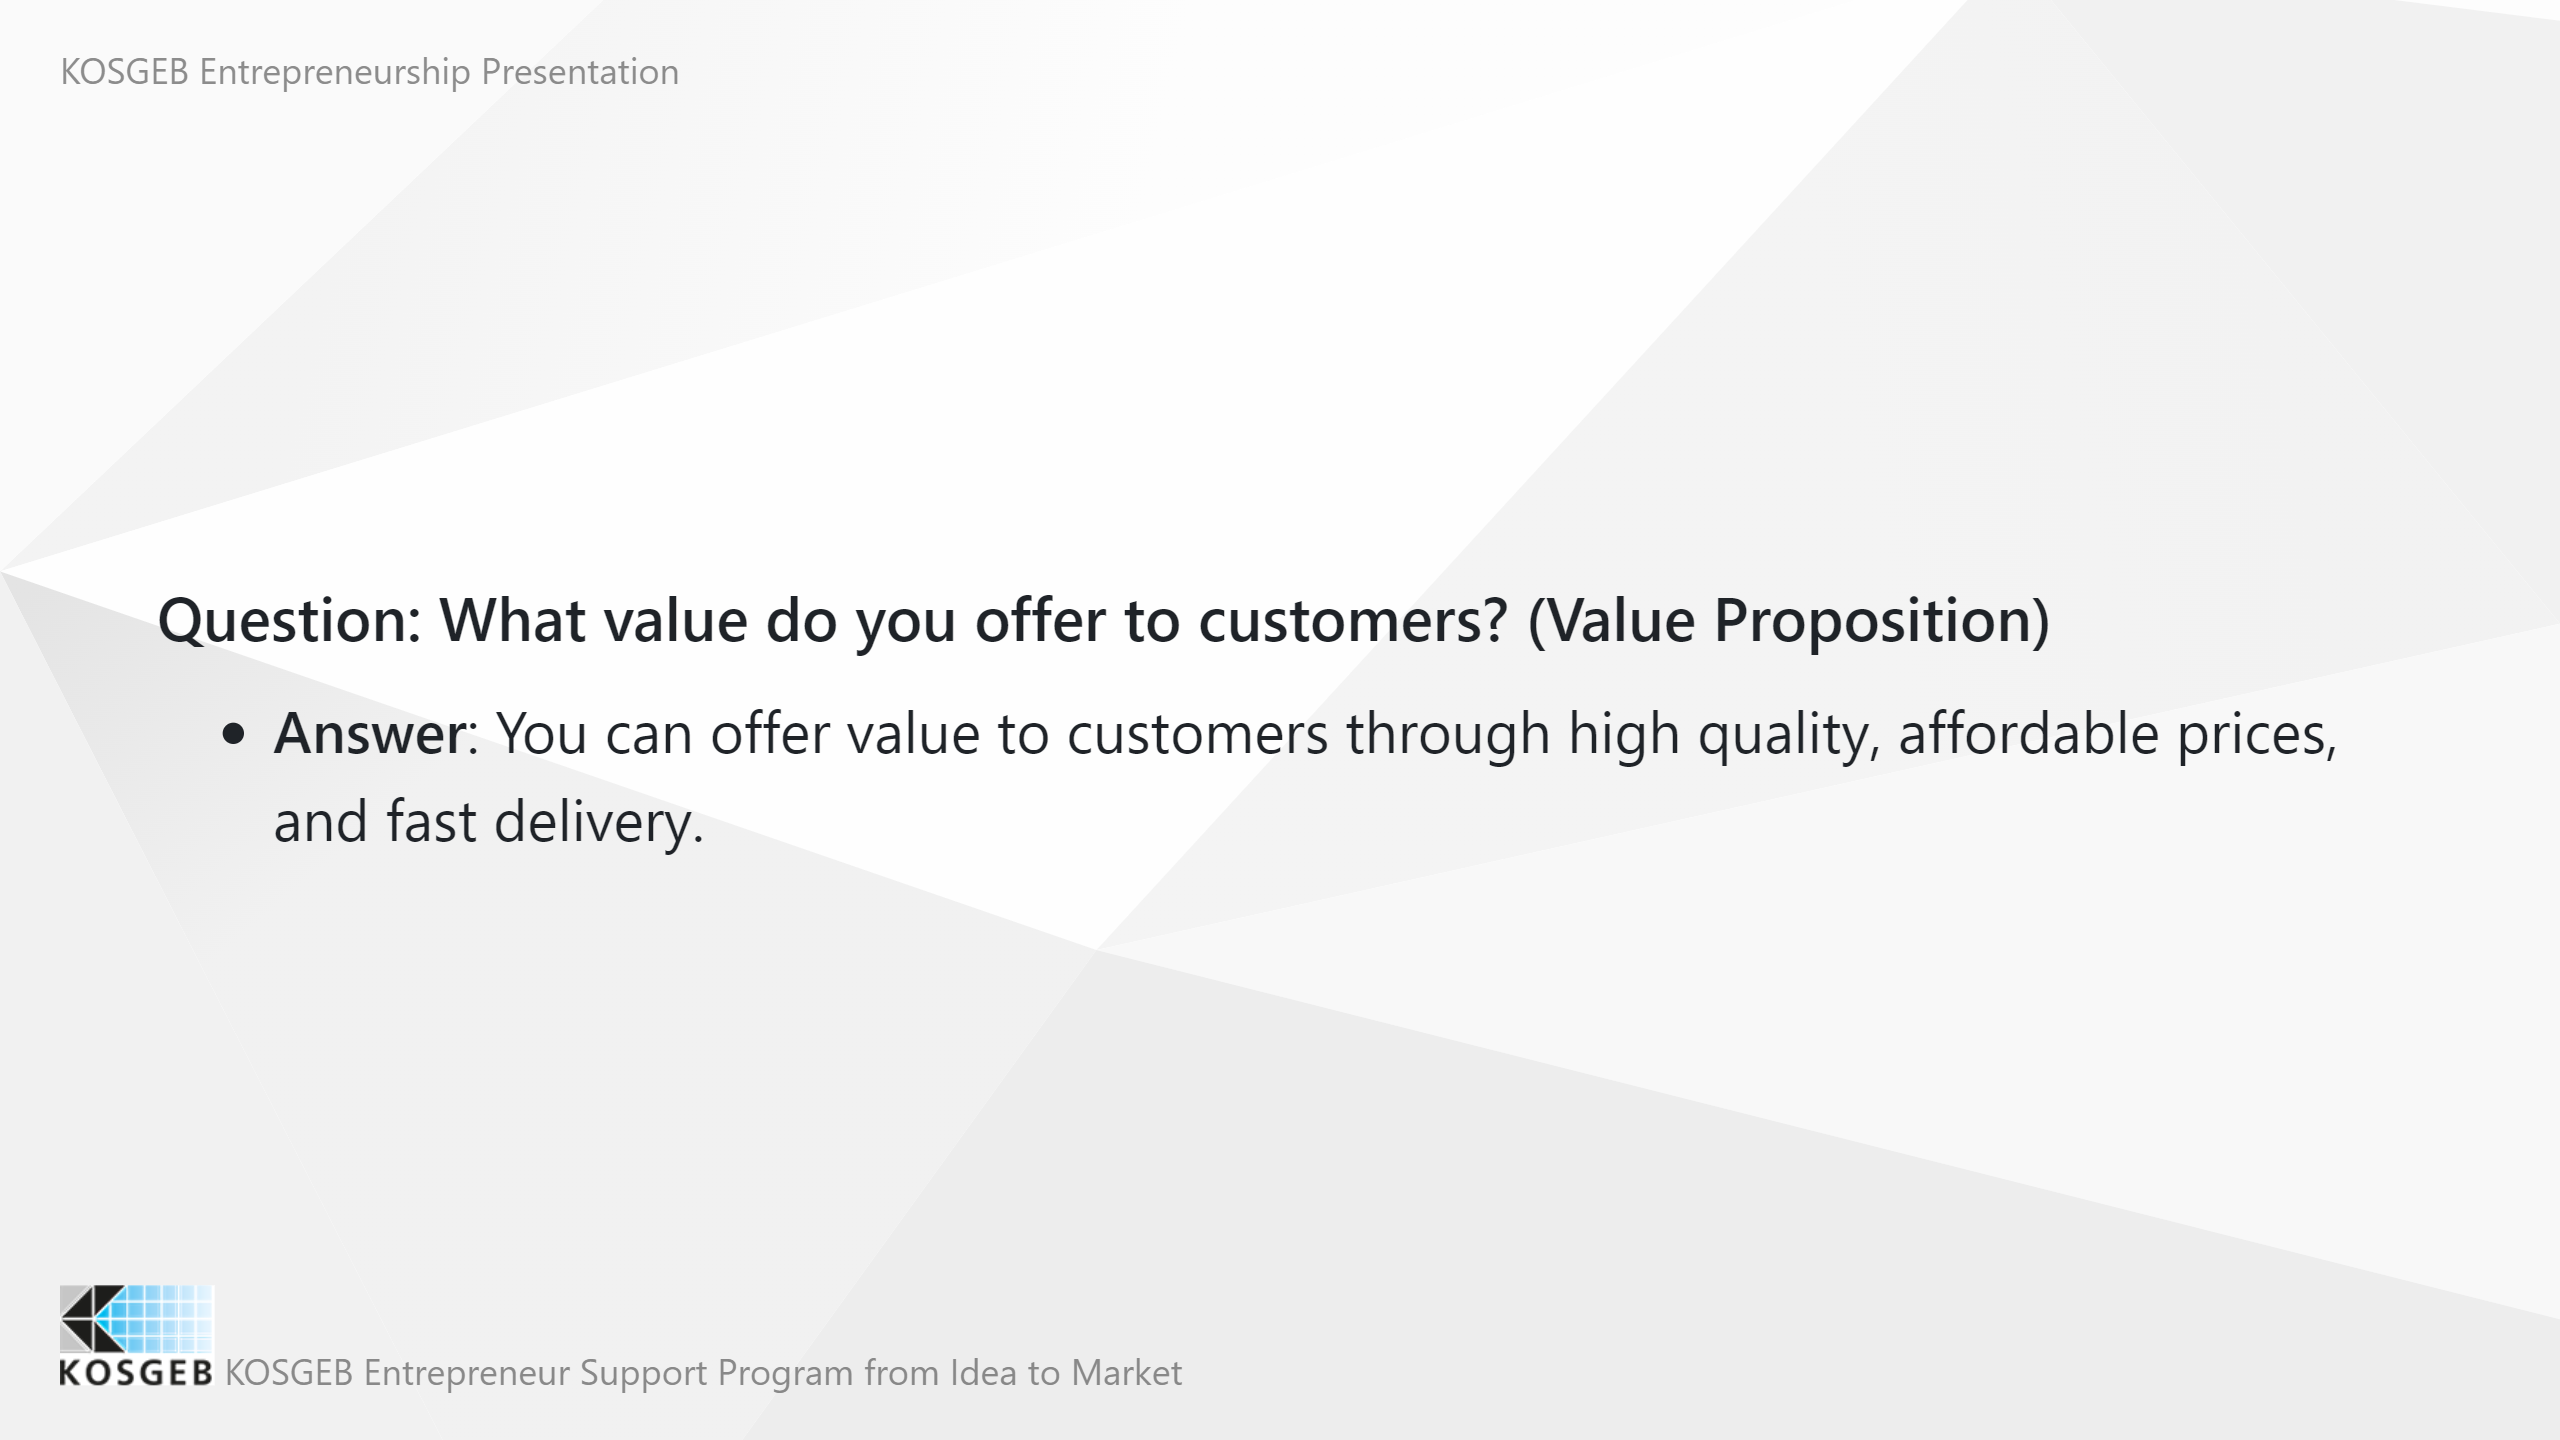 KOSGEB Entrepreneurship Presentation
Question: What value do you offer to customers? (Value Proposition)
• Answer: You can offer value to customers through high quality, affordable prices,
and fast delivery.
KOSGEB KOSGEB Entrepreneur Support Program from Idea to Market